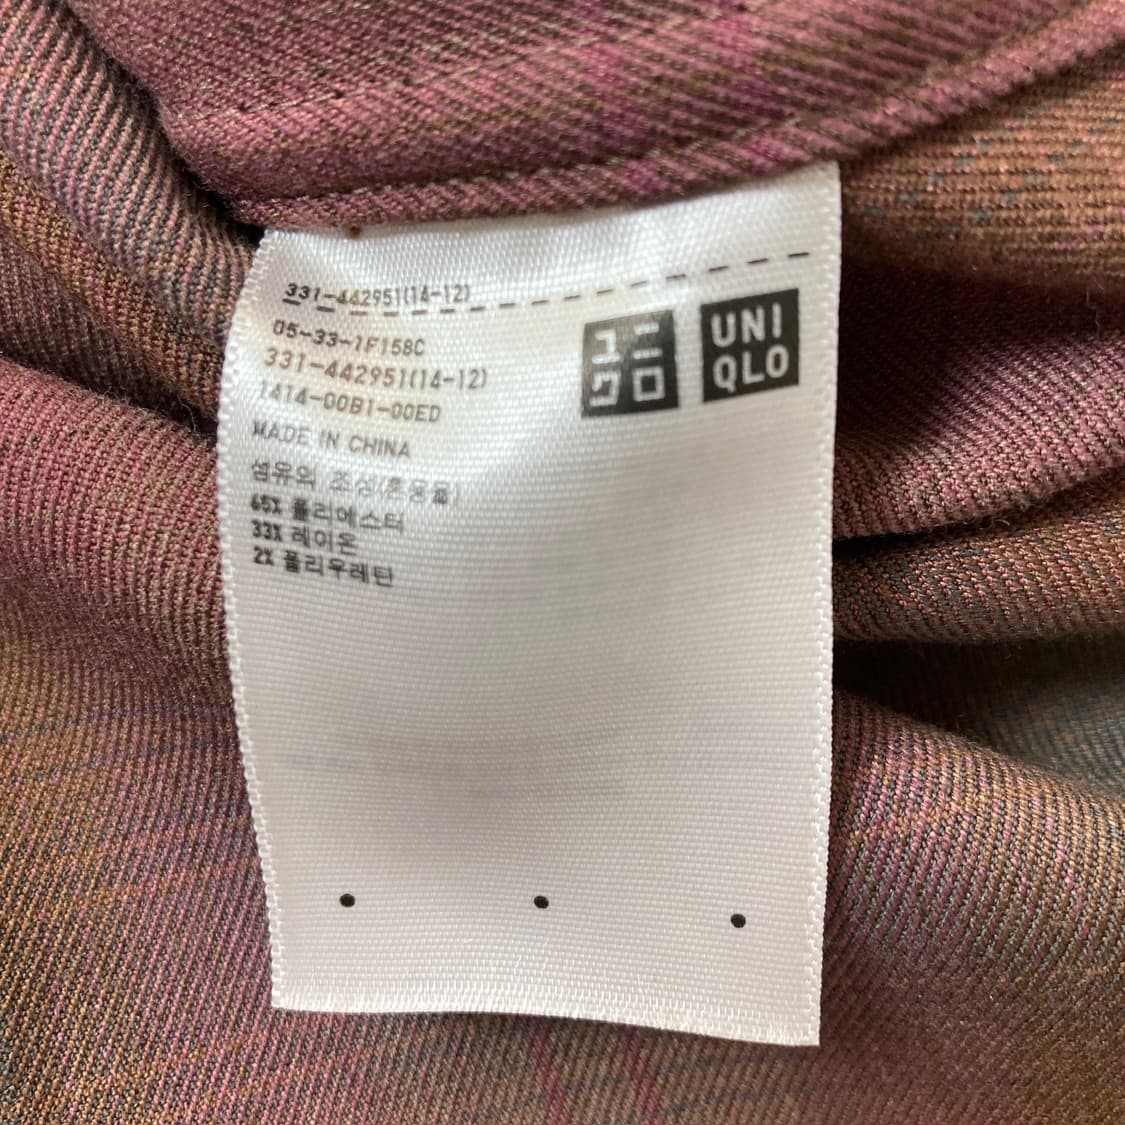 331-442951(14-12)
05-33-1F158C
331-442951(14-12)
1414-00B1-00ED
MADE IN CHINA
섬유의 조성(혼용율)
65% 폴리에스터
33% 레이온
2% 폴리우레탄
ユニ
クロ
UNI
QLO